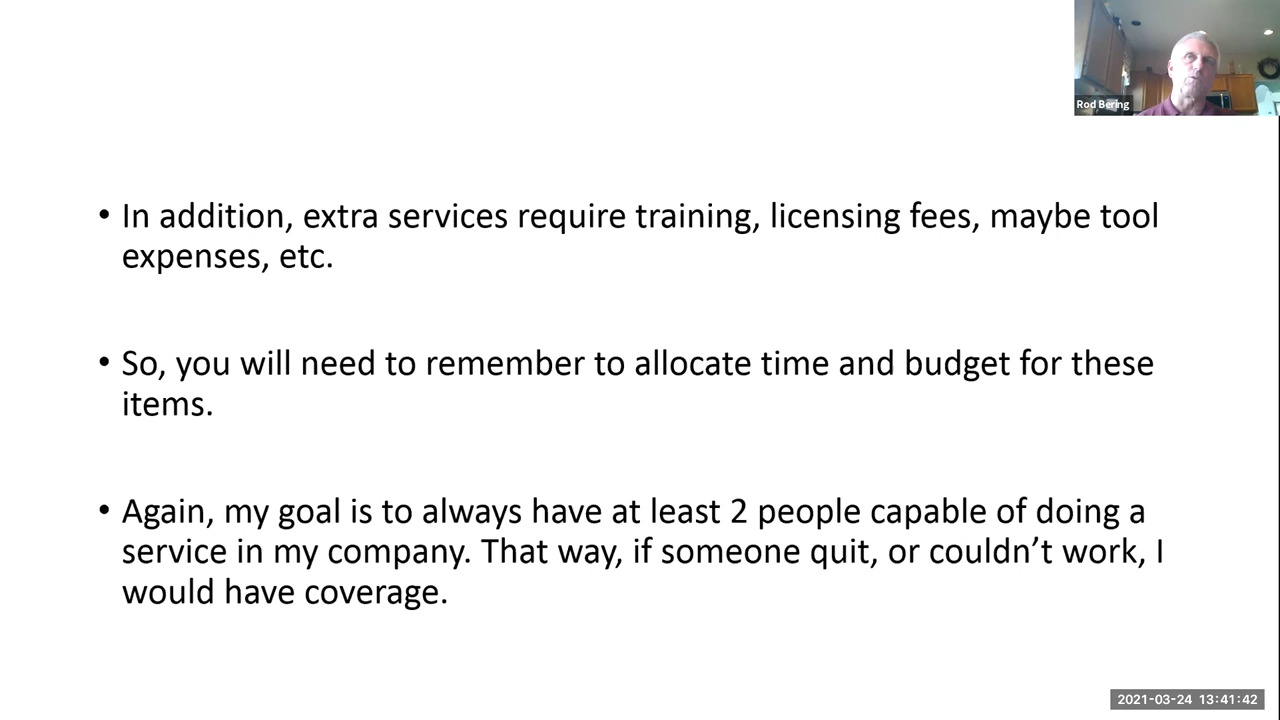 Rod Bering
• In addition, extra services require training, licensing fees, maybe tool
expenses, etc.
• So, you will need to remember to allocate time and budget for these
items.
• Again, my goal is to always have at least 2 people capable of doing a
service in my company. That way, if someone quit, or couldn’t work, I
would have coverage.
2021-03-24 13:41:42